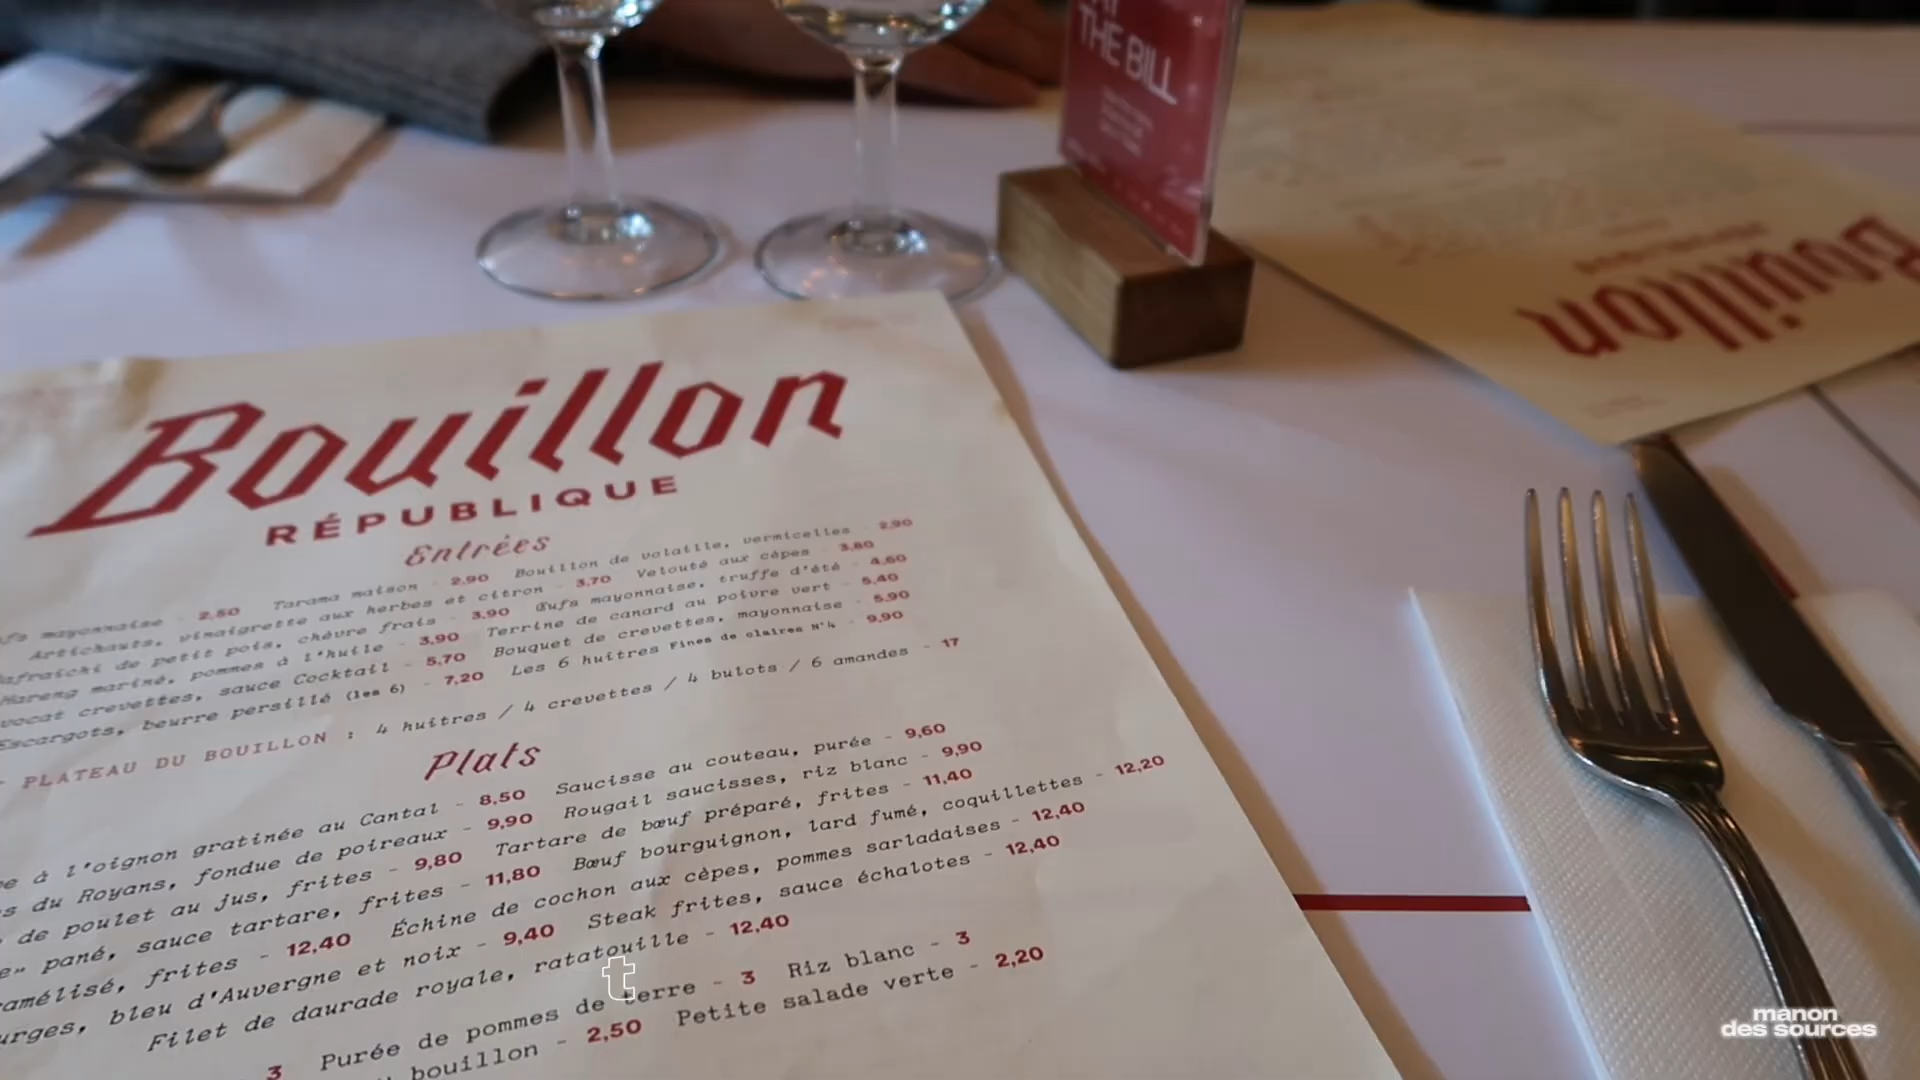 THE BILL
Bouillon
Bouillon
RÉPUBLIQUE
Entrées
mayonnaise - 2,50 Tarama maison - 2,90 Bouillon de volaille, vermicelles - 2,90
Artichauts, vinaigrette aux herbes et citron - 3,70 Velouté aux cèpes - 3,80
de petit pois, chèvre frais - 3,90 Œufs mayonnaise, truffe d'été - 4,60
Hareng mariné, pommes à l'huile - 3,90 Terrine de canard au poivre vert - 5,40
crevettes, sauce Cocktail - 5,70 Bouquet de crevettes, mayonnaise - 5,90
Escargots, beurre persillé (les 6) - 7,20 Les 6 huîtres Fines de claires N°4 - 9,90
PLATEAU DU BOUILLON : 4 huîtres / 4 crevettes / 4 bulots / 6 amandes - 17
Plats
à l'oignon gratinée au Cantal - 8,50 Saucisse au couteau, purée - 9,60
du Royans, fondue de poireaux - 9,90 Rougail saucisses, riz blanc - 9,90
de poulet au jus, frites - 9,80 Tartare de bœuf préparé, frites - 11,40
pané, sauce tartare, frites - 11,80 Bœuf bourguignon, lard fumé, coquillettes - 12,20
frites - 12,40 Échine de cochon aux cèpes, pommes sarladaises - 12,40
bleu d'Auvergne et noix - 9,40 Steak frites, sauce échalotes - 12,40
Filet de daurade royale, ratatouille - 12,40
3 Purée de pommes de terre - 3 Riz blanc - 3
bouillon - 2,50 Petite salade verte - 2,20
t
manon
des sources